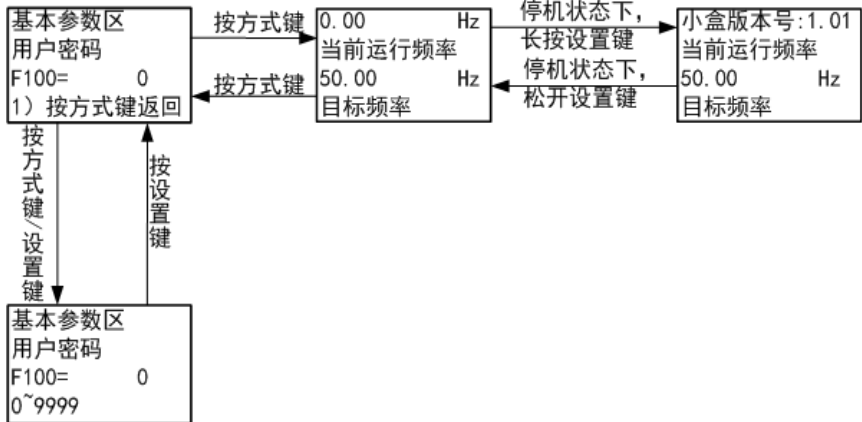 基本参数区
用户密码
F100= 0
1）按方式键返回
按方式键
按方式键
0.00 Hz
当前运行频率
50.00 Hz
目标频率
停机状态下，
长按设置键
停机状态下，
松开设置键
小盒版本号:1.01
当前运行频率
50.00 Hz
目标频率
按方式键/设置键
按设置键
基本参数区
用户密码
F100= 0
0~9999